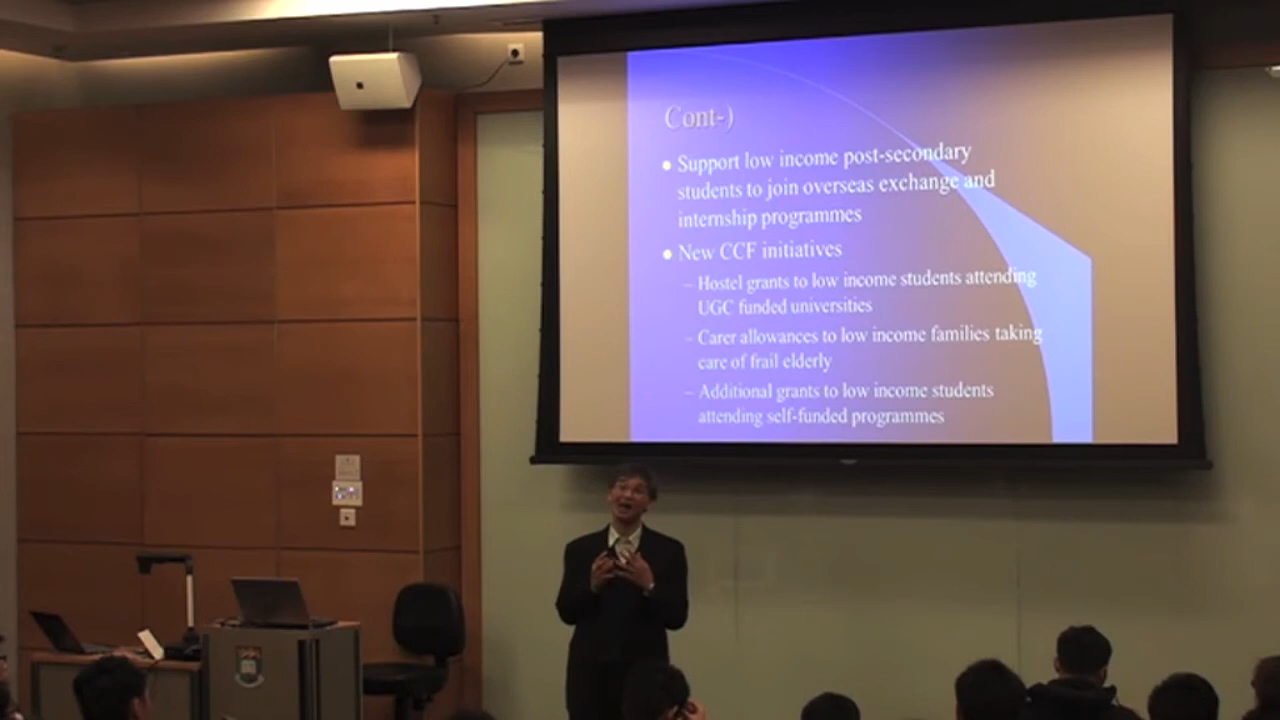 Cont-)
• Support low income post-secondary
students to join overseas exchange and
internship programmes
• New CCF initiatives
– Hostel grants to low income students attending
UGC funded universities
– Carer allowances to low income families taking
care of frail elderly
– Additional grants to low income students
attending self-funded programmes